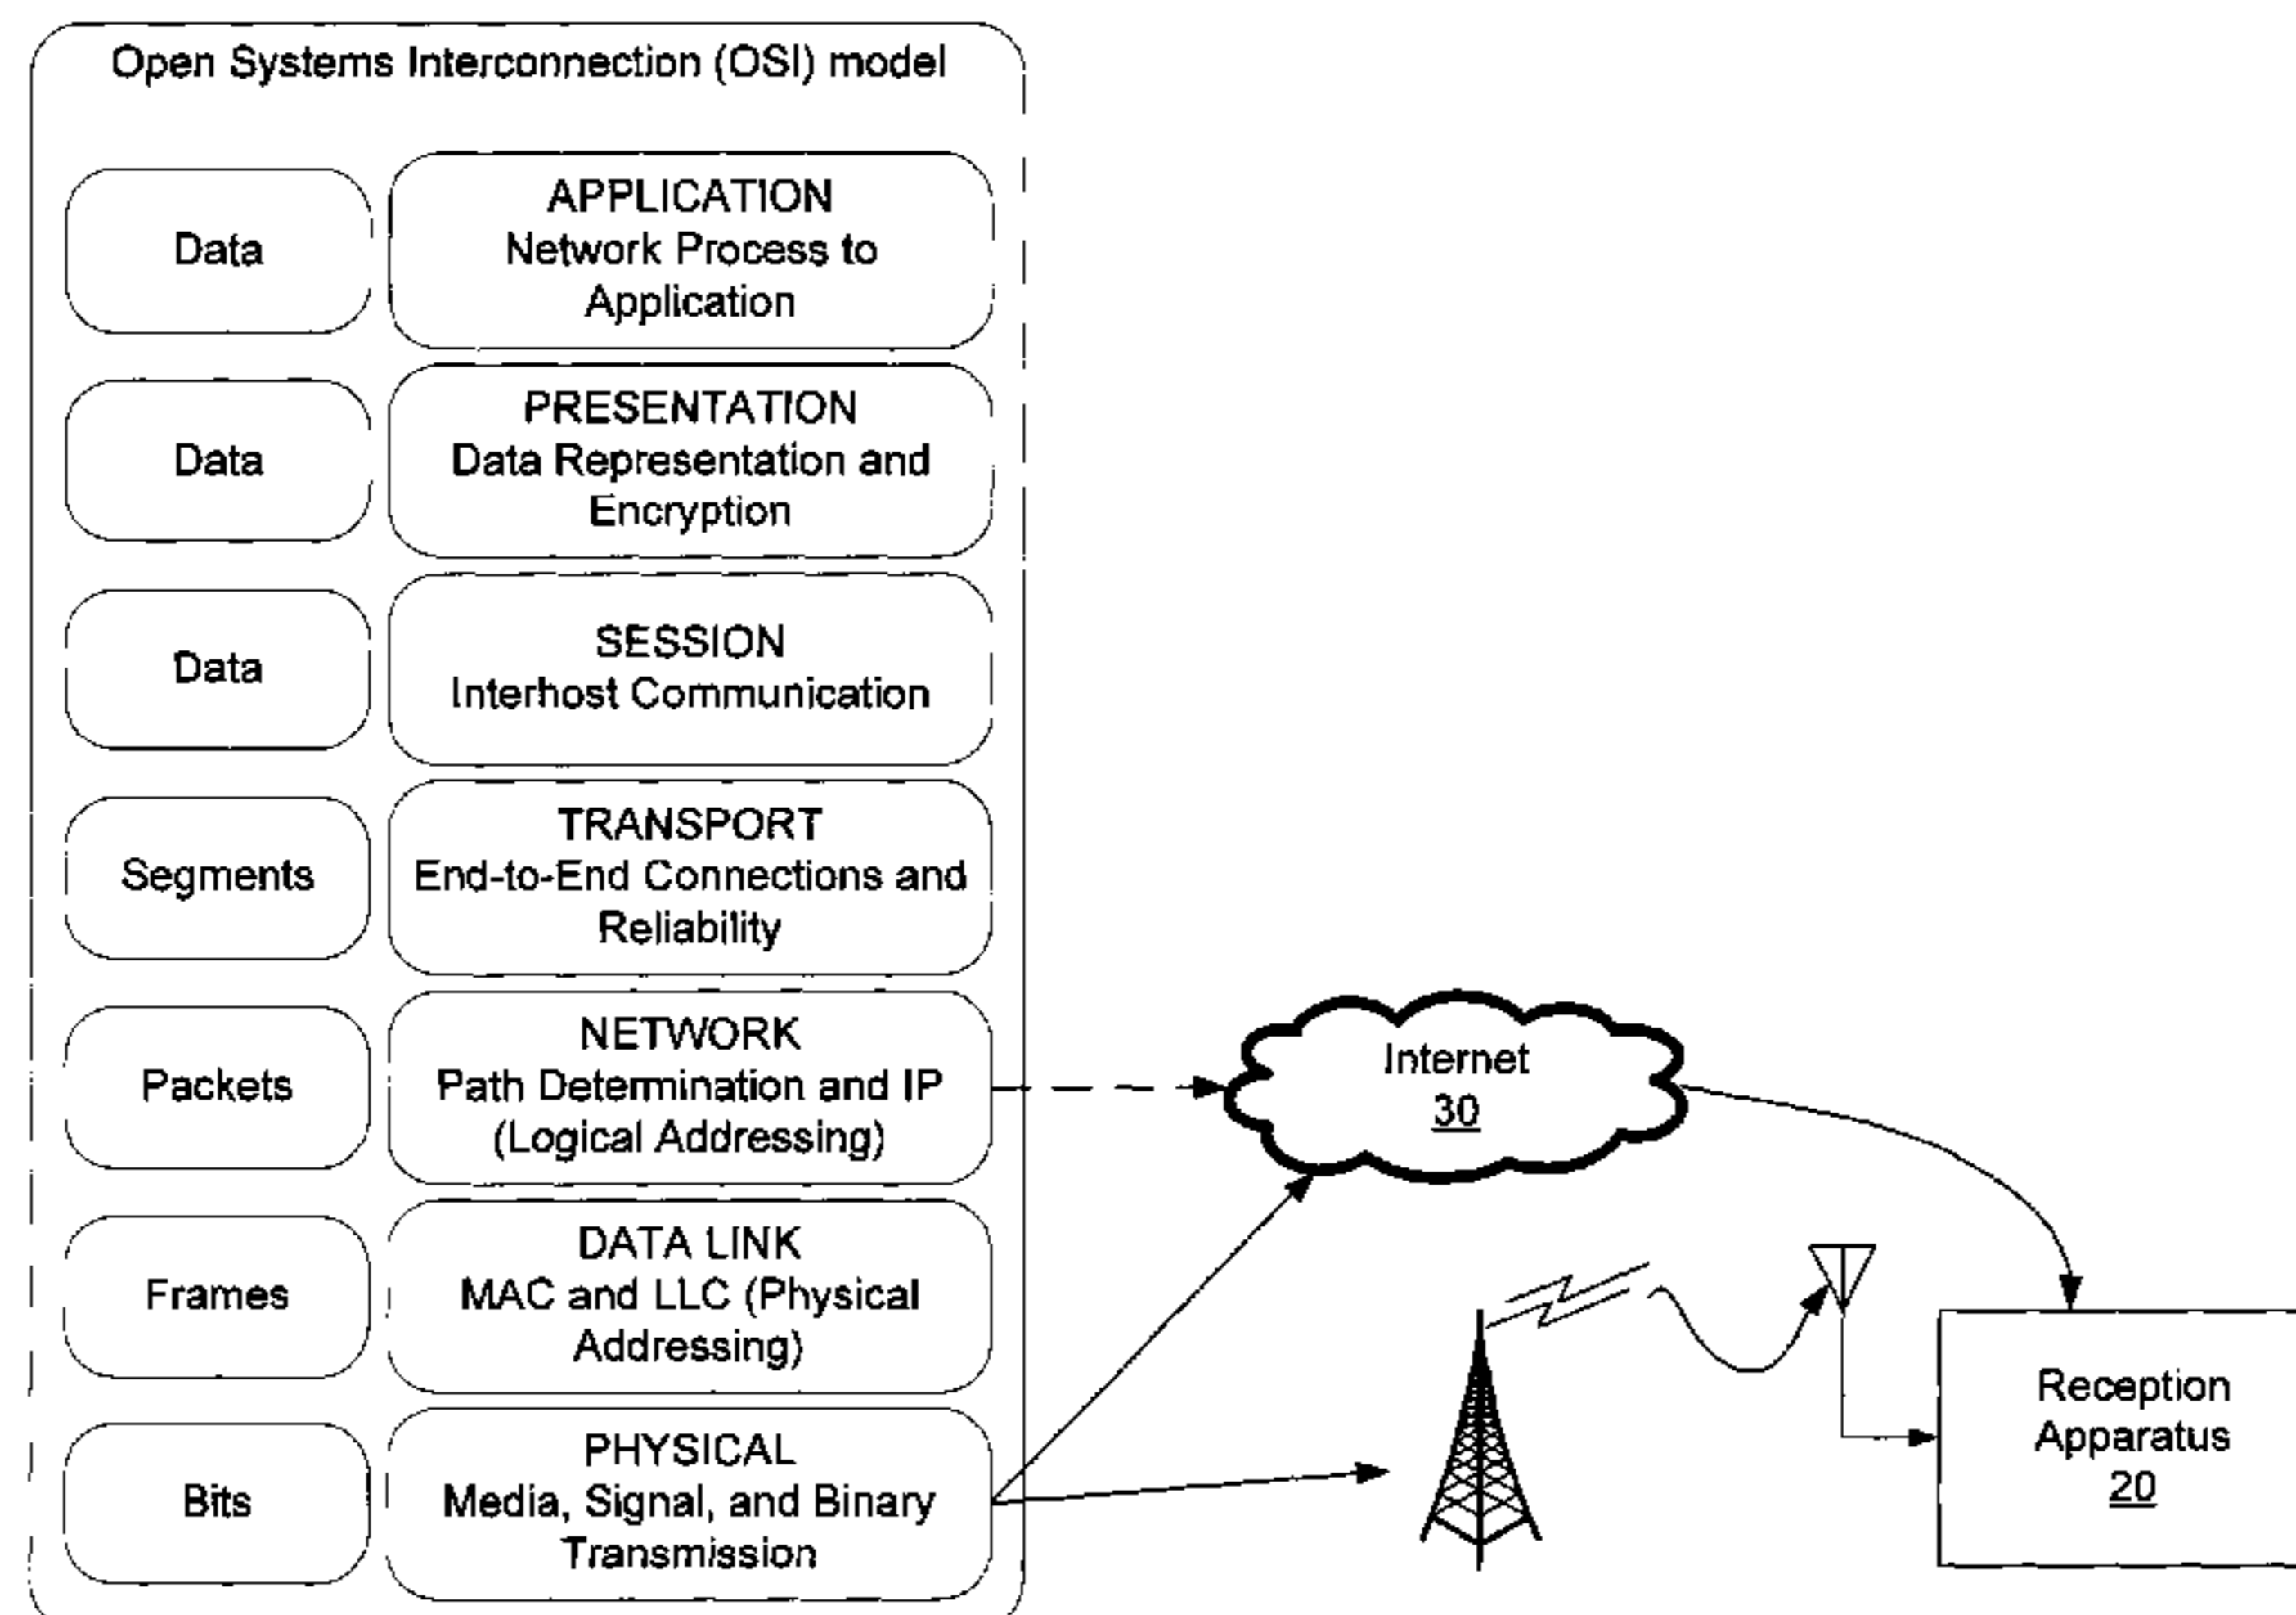 Open Systems Interconnection (OSI) model
Data
APPLICATION
Network Process to
Application
Data
PRESENTATION
Data Representation and
Encryption
Data
SESSION
Interhost Communication
Segments
TRANSPORT
End-to-End Connections and
Reliability
Packets
NETWORK
Path Determination and IP
(Logical Addressing)
Frames
DATA LINK
MAC and LLC (Physical
Addressing)
Bits
PHYSICAL
Media, Signal, and Binary
Transmission
Internet
30
Reception
Apparatus
20